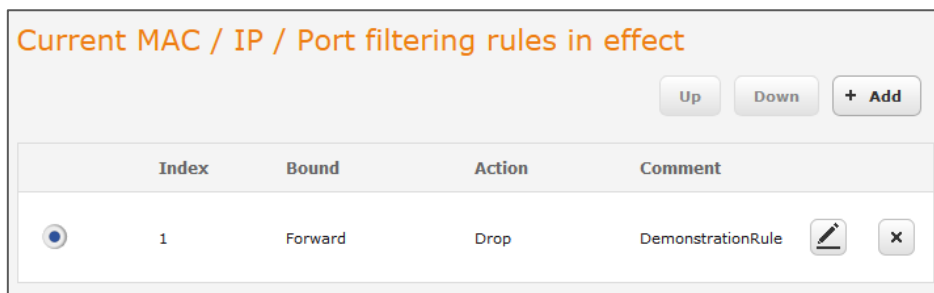 Current MAC / IP / Port filtering rules in effect
Up Down + Add
Index Bound Action Comment
1 Forward Drop DemonstrationRule